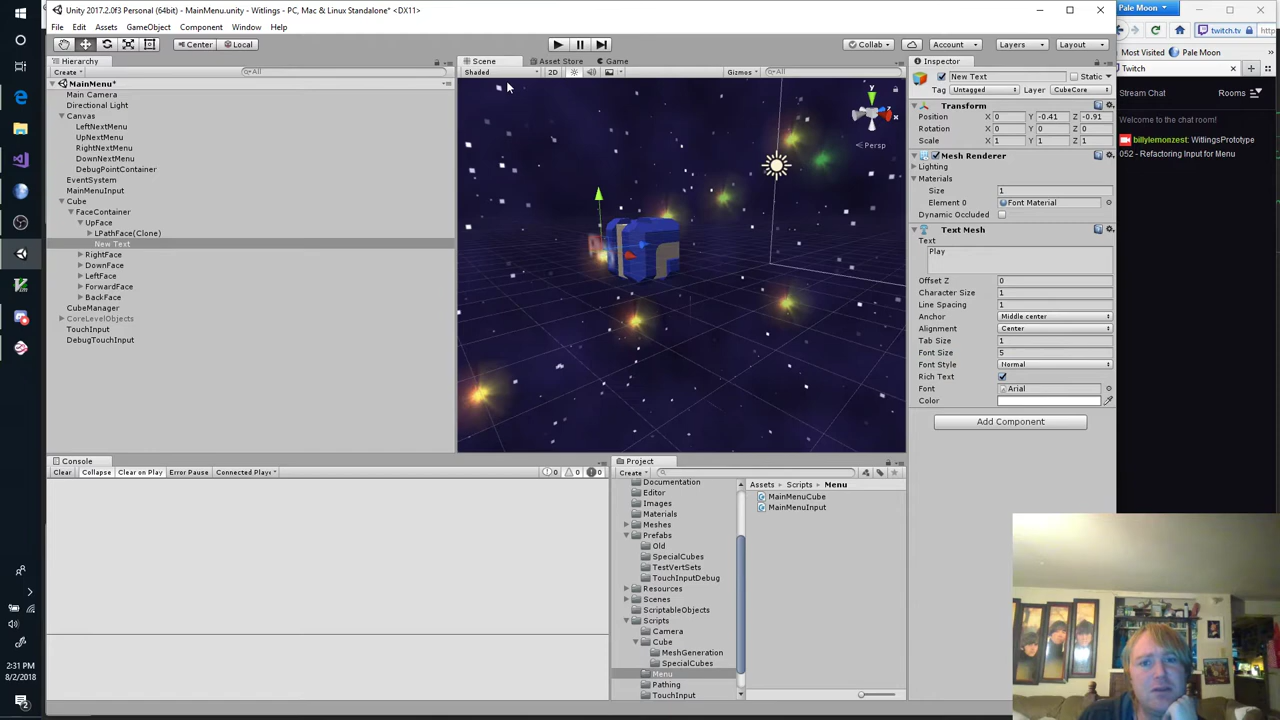 Unity 2017.2.0f3 Personal (64bit) - MainMenu.unity - Witlings - PC, Mac & Linux Standalone* <DX11>
File Edit Assets GameObject Component Window Help
Center Local
Collab Account Layers Layout
Hierarchy
Create All
MainMenu*
Main Camera
Directional Light
Canvas
LeftNextMenu
UpNextMenu
RightNextMenu
DownNextMenu
DebugPointContainer
EventSystem
MainMenuInput
Cube
FaceContainer
UpFace
LPathFace(Clone)
New Text
RightFace
DownFace
LeftFace
ForwardFace
BackFace
CubeManager
CoreLevelObjects
TouchInput
DebugTouchInput
Scene Asset Store Game
Shaded 2D Gizmos All
y
Persp
Inspector
New Text Static
Tag Untagged Layer CubeCore
Transform
Position X 0 Y -0.41 Z -0.91
Rotation X 0 Y 0 Z 0
Scale X 1 Y 1 Z 1
Mesh Renderer
Lighting
Materials
Size 1
Element 0 Font Material
Dynamic Occluded
Text Mesh
Text
Play
Offset Z 0
Character Size 1
Line Spacing 1
Anchor Middle center
Alignment Center
Tab Size 1
Font Size 5
Font Style Normal
Rich Text
Font Arial
Color
Add Component
Console
Clear Collapse Clear on Play Error Pause Connected Playe
0 0 0
Project
Create
Documentation
Editor
Images
Materials
Meshes
Prefabs
Old
SpecialCubes
TestVertSets
TouchInputDebug
Resources
Scenes
ScriptableObjects
Scripts
Camera
Cube
MeshGeneration
SpecialCubes
Menu
Pathing
TouchInput
Assets Scripts Menu
MainMenuCube
MainMenuInput
Pale Moon
twitch.tv http
Most Visited Pale Moon
Twitch
Stream Chat Rooms
Welcome to the chat room!
billylemonzest: WitlingsPrototype
052 - Refactoring Input for Menu
2:31 PM
8/2/2018
2